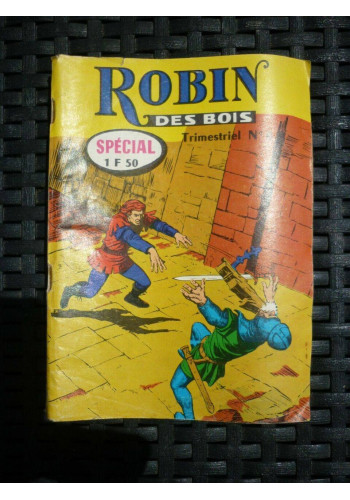 ROBIN
DES BOIS
SPÉCIAL
1 F 50
Trimestriel N